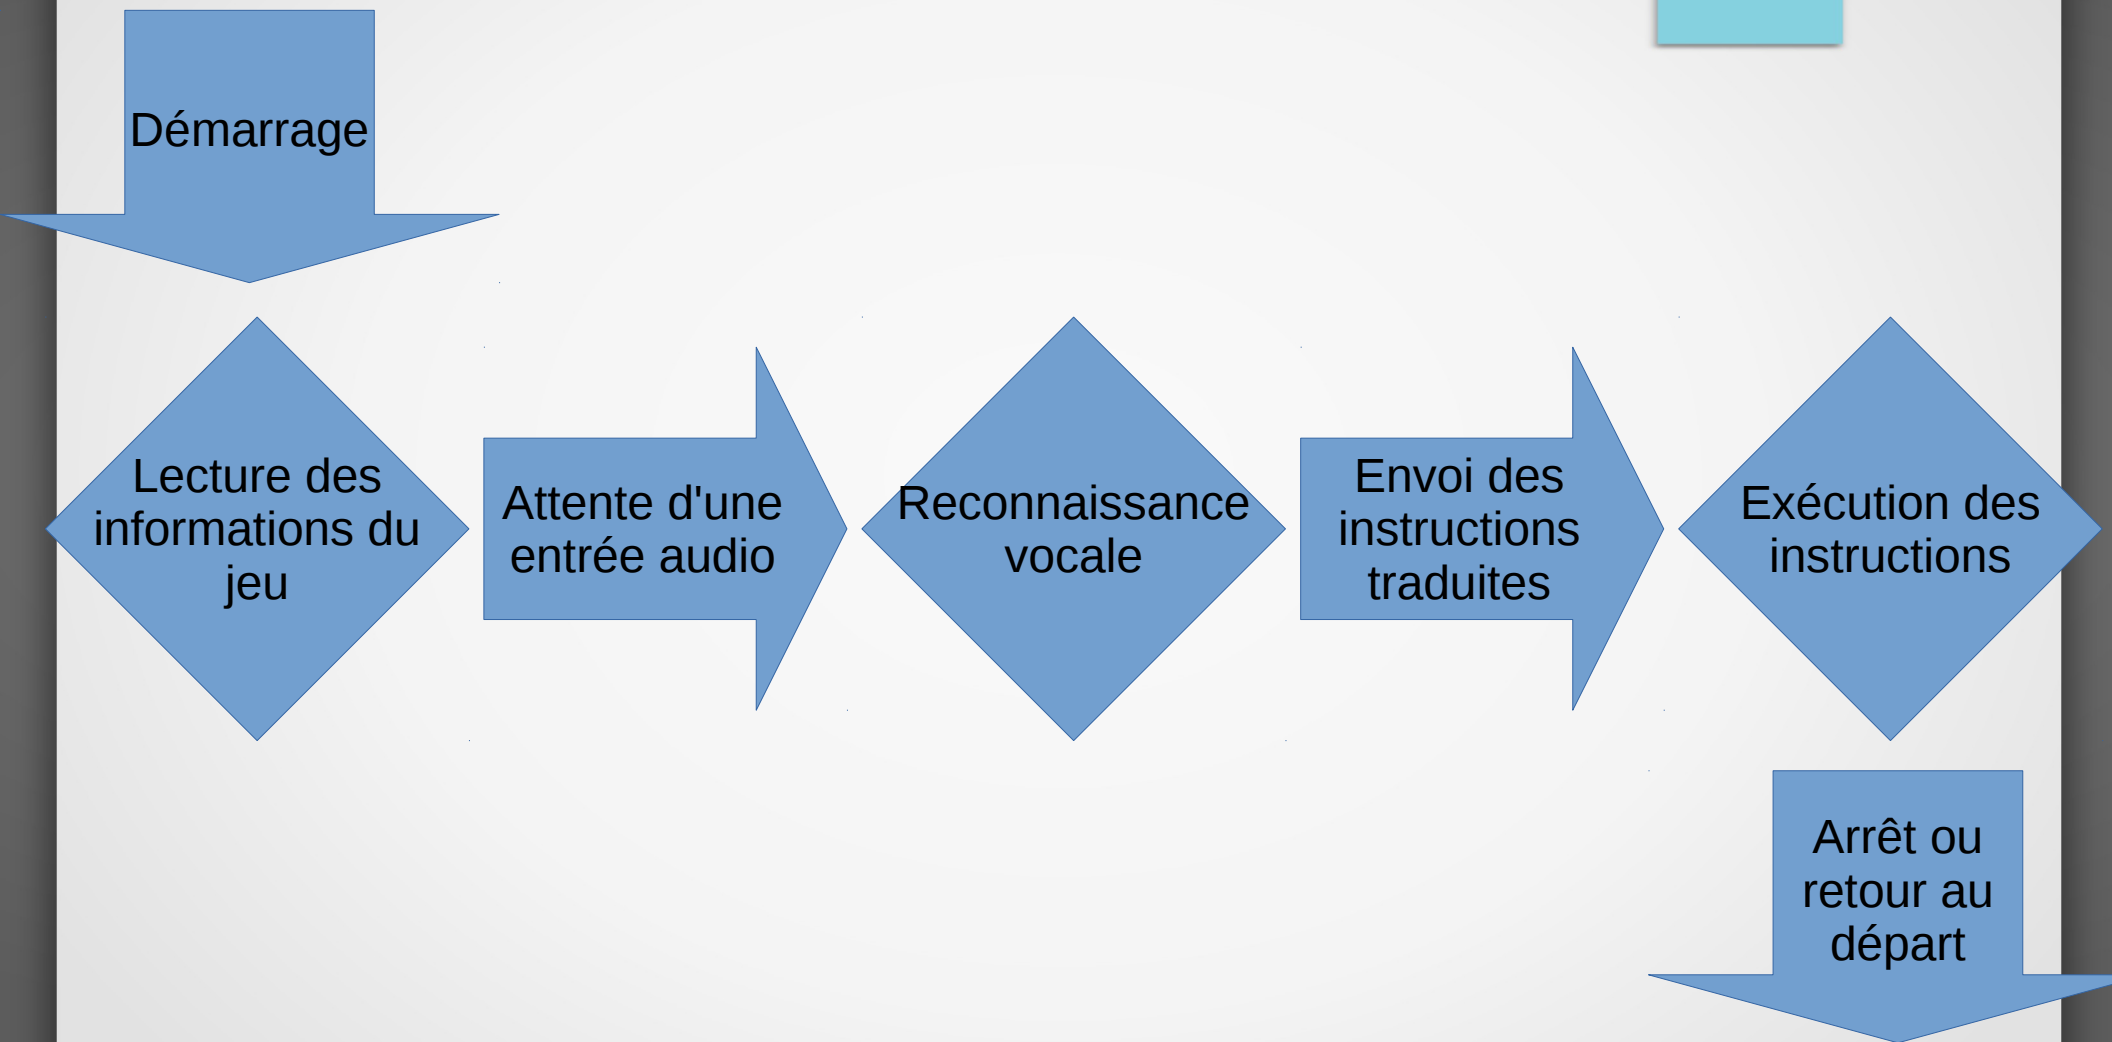 Démarrage
Lecture des
informations du
jeu
Attente d'une
entrée audio
Reconnaissance
vocale
Envoi des
instructions
traduites
Exécution des
instructions
Arrêt ou
retour au
départ